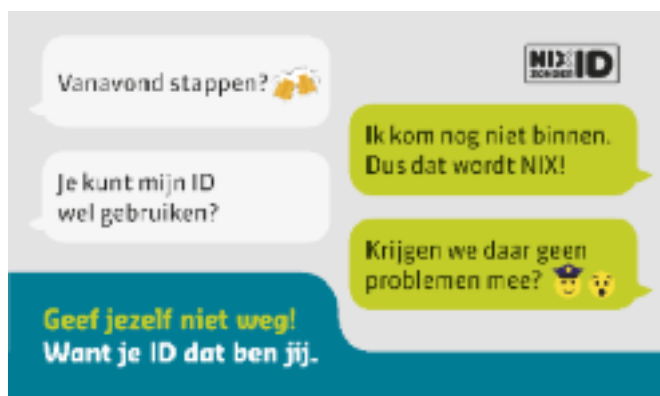 Vanavond stappen?
NIX
ZONDER
ID
Ik kom nog niet binnen.
Dus dat wordt NIX!
Je kunt mijn ID
wel gebruiken?
Krijgen we daar geen
problemen mee?
Geef jezelf niet weg!
Want je ID dat ben jij.